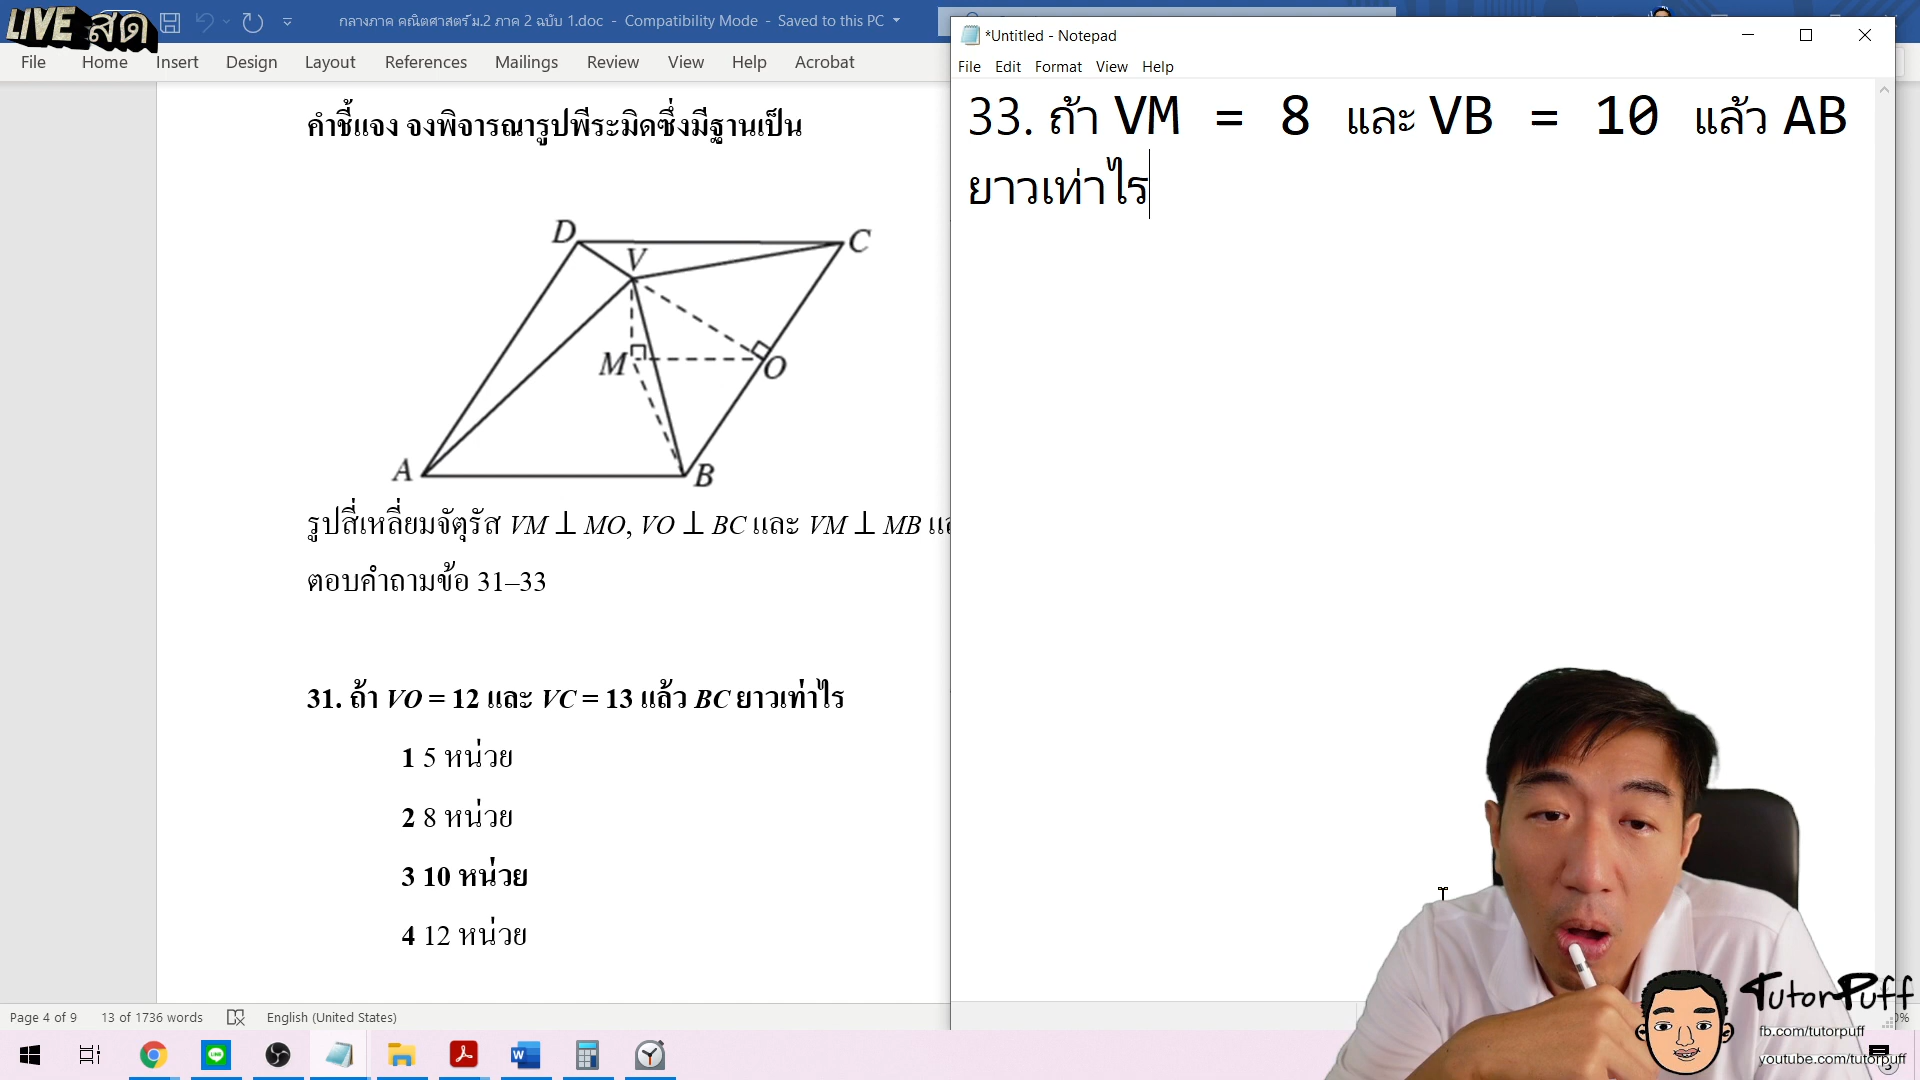 LIVE สด
กลางภาค คณิตศาสตร์ ม.2 ภาค 2 ฉบับ 1.doc - Compatibility Mode - Saved to this PC
File Home Insert Design Layout References Mailings Review View Help Acrobat
คำชี้แจง จงพิจารณารูปพีระมิดซึ่งมีฐานเป็น
D
V
C
M
O
A
B
รูปสี่เหลี่ยมจัตุรัส VM ⊥ MO, VO ⊥ BC และ VM ⊥ MB
ตอบคำถามข้อ 31–33
31. ถ้า VO = 12 และ VC = 13 แล้ว BC ยาวเท่าไร
1 5 หน่วย
2 8 หน่วย
3 10 หน่วย
4 12 หน่วย
Page 4 of 9 13 of 1736 words English (United States)
*Untitled - Notepad
File Edit Format View Help
33. ถ้า VM = 8 และ VB = 10 แล้ว AB
ยาวเท่าไร
TutorPuff
fb.com/tutorpuff
youtube.com/tutorpuff